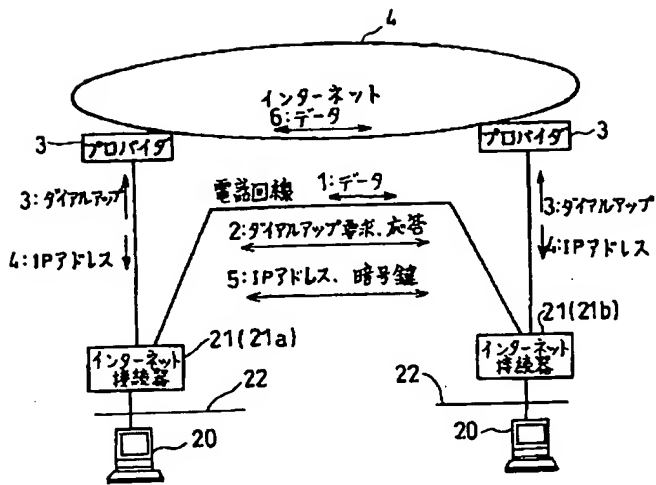 4
インターネット
6:データ
3 プロバイダ
プロバイダ 3
電話回線
1:データ
3:ダイアルアップ
3:ダイアルアップ
2:ダイアルアップ要求、応答
4:IPアドレス
4:IPアドレス
5:IPアドレス、暗号鍵
21(21a)
21(21b)
インターネット
接続器
インターネット
接続器
22
22
20
20